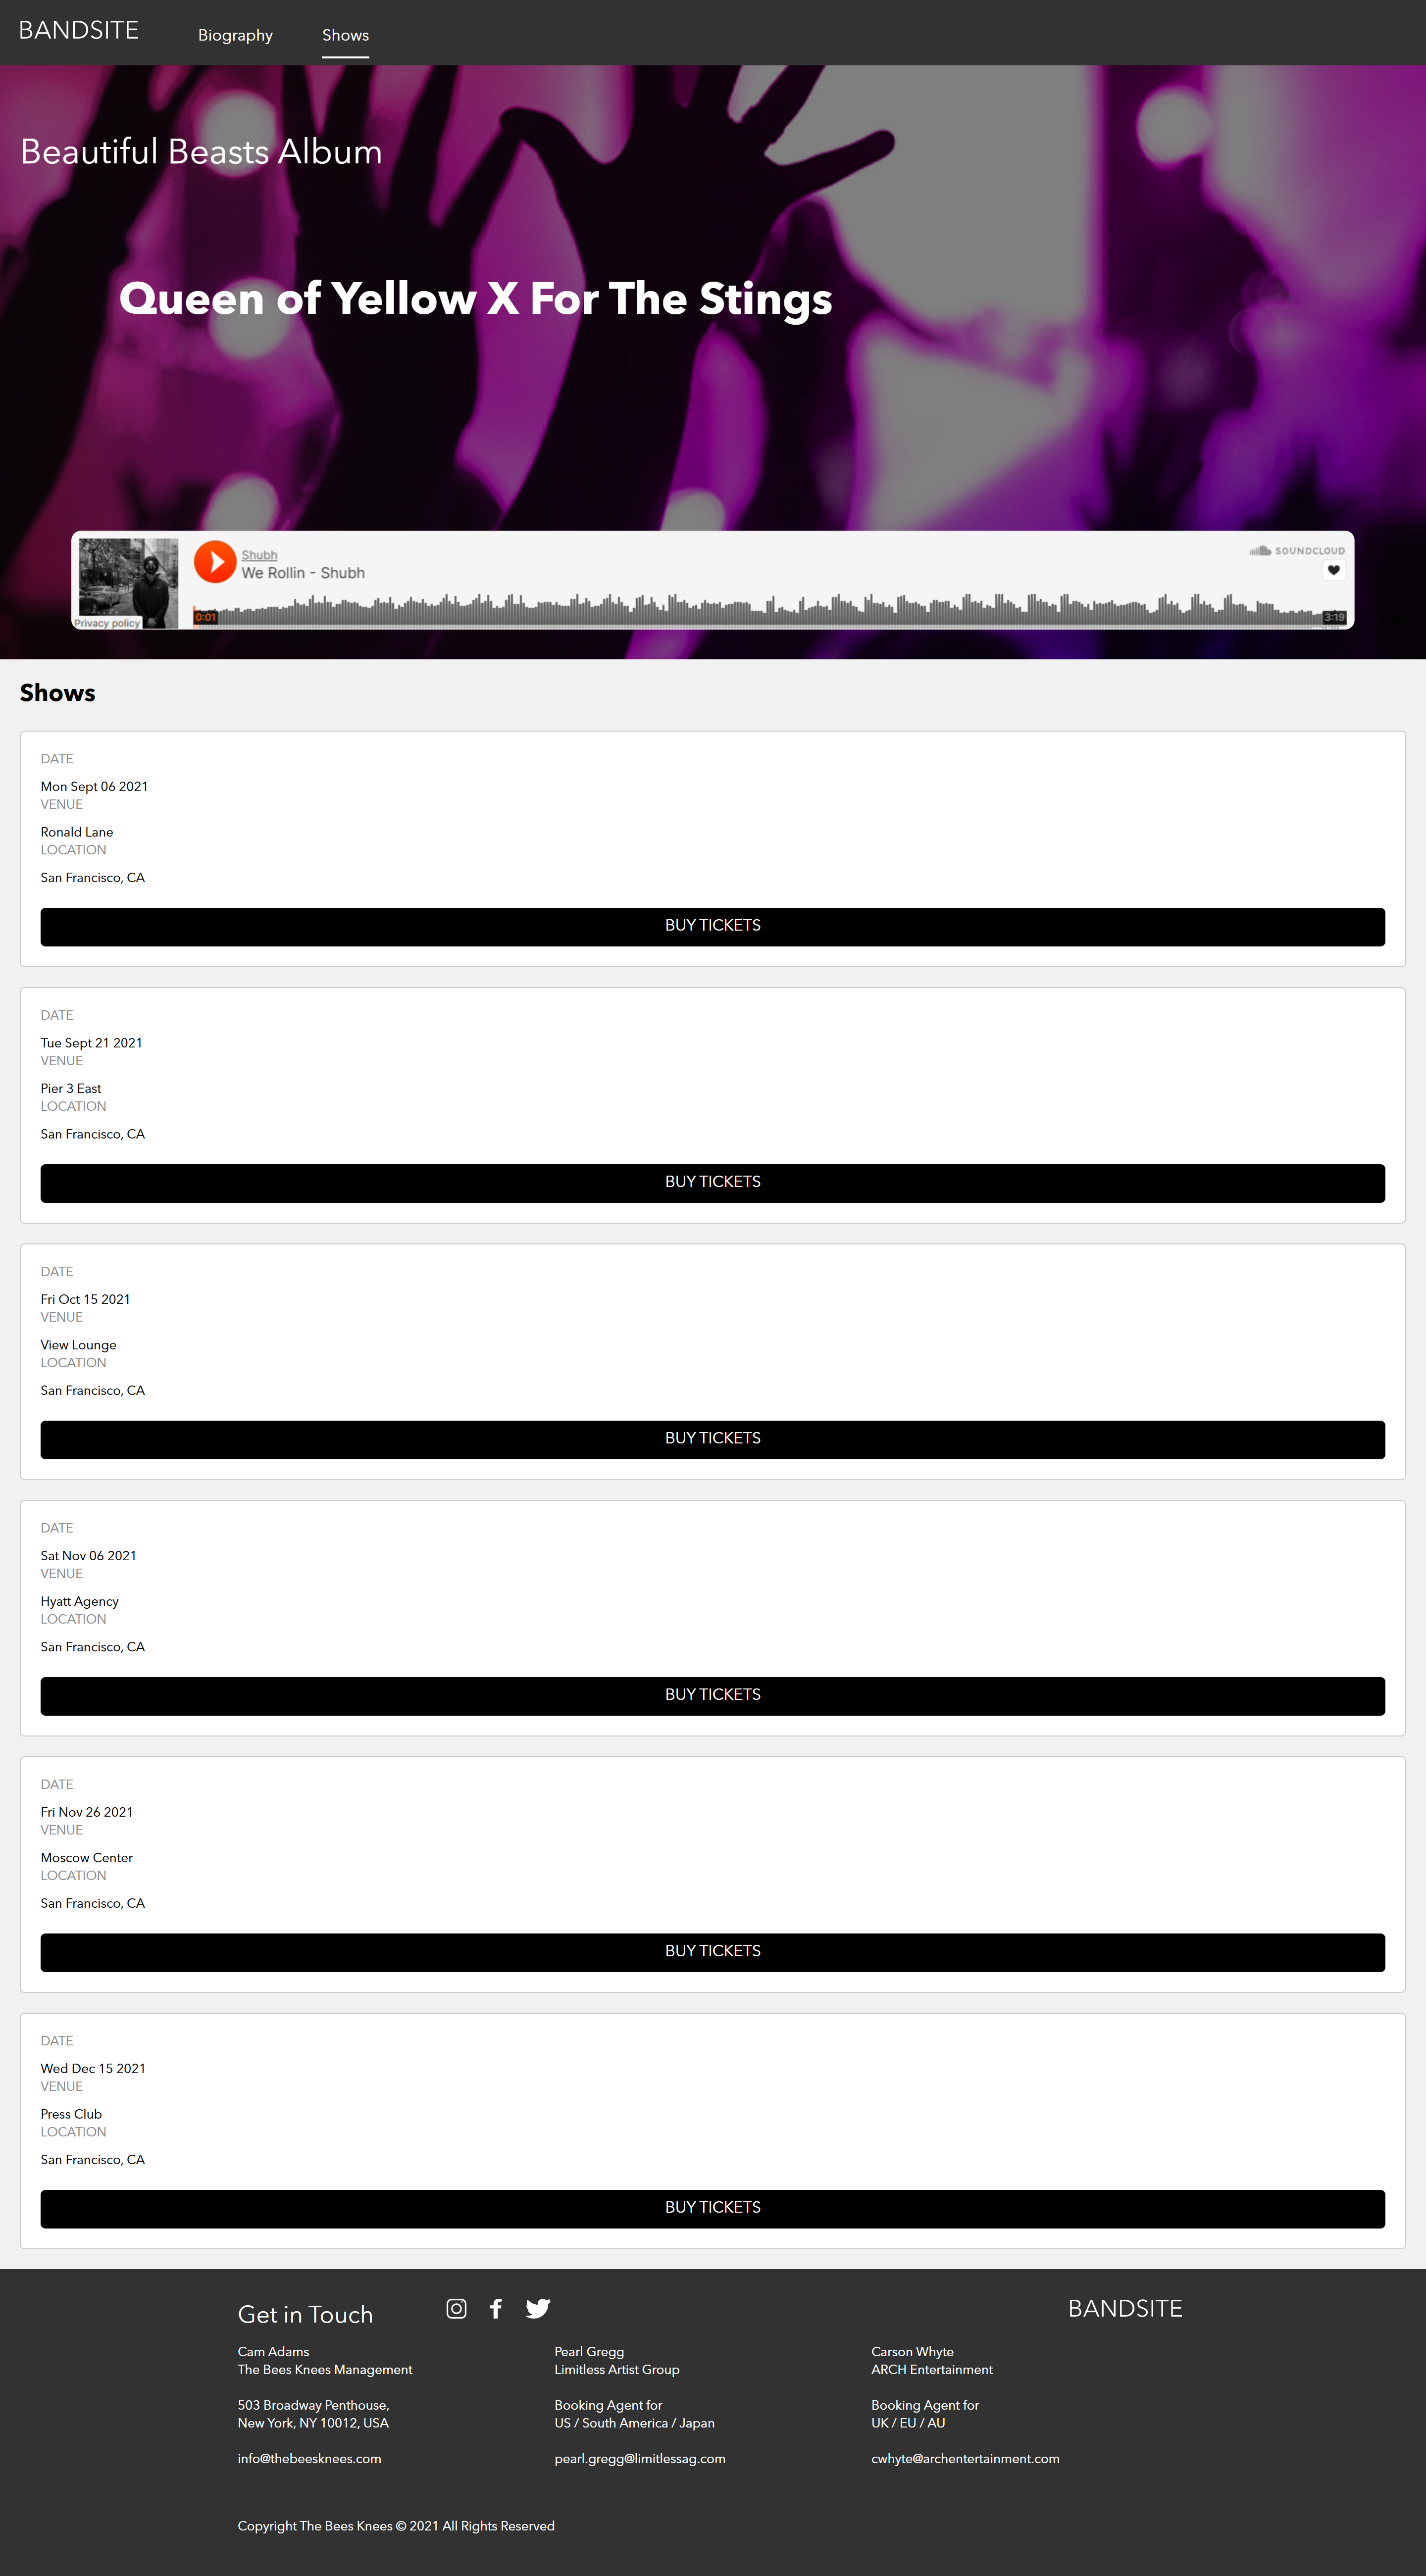 BANDSITE
Biography
Shows
Beautiful Beasts Album
Queen of Yellow X For The Stings
Shubh
We Rollin - Shubh
SOUNDCLOUD
0:01
3:19
Privacy policy
Shows
DATE
Mon Sept 06 2021
VENUE
Ronald Lane
LOCATION
San Francisco, CA
BUY TICKETS
DATE
Tue Sept 21 2021
VENUE
Pier 3 East
LOCATION
San Francisco, CA
BUY TICKETS
DATE
Fri Oct 15 2021
VENUE
View Lounge
LOCATION
San Francisco, CA
BUY TICKETS
DATE
Sat Nov 06 2021
VENUE
Hyatt Agency
LOCATION
San Francisco, CA
BUY TICKETS
DATE
Fri Nov 26 2021
VENUE
Moscow Center
LOCATION
San Francisco, CA
BUY TICKETS
DATE
Wed Dec 15 2021
VENUE
Press Club
LOCATION
San Francisco, CA
BUY TICKETS
Get in Touch
BANDSITE
Cam Adams
The Bees Knees Management
503 Broadway Penthouse,
New York, NY 10012, USA
info@thebeesknees.com
Pearl Gregg
Limitless Artist Group
Booking Agent for
US / South America / Japan
pearl.gregg@limitlessag.com
Carson Whyte
ARCH Entertainment
Booking Agent for
UK / EU / AU
cwhyte@archentertainment.com
Copyright The Bees Knees © 2021 All Rights Reserved